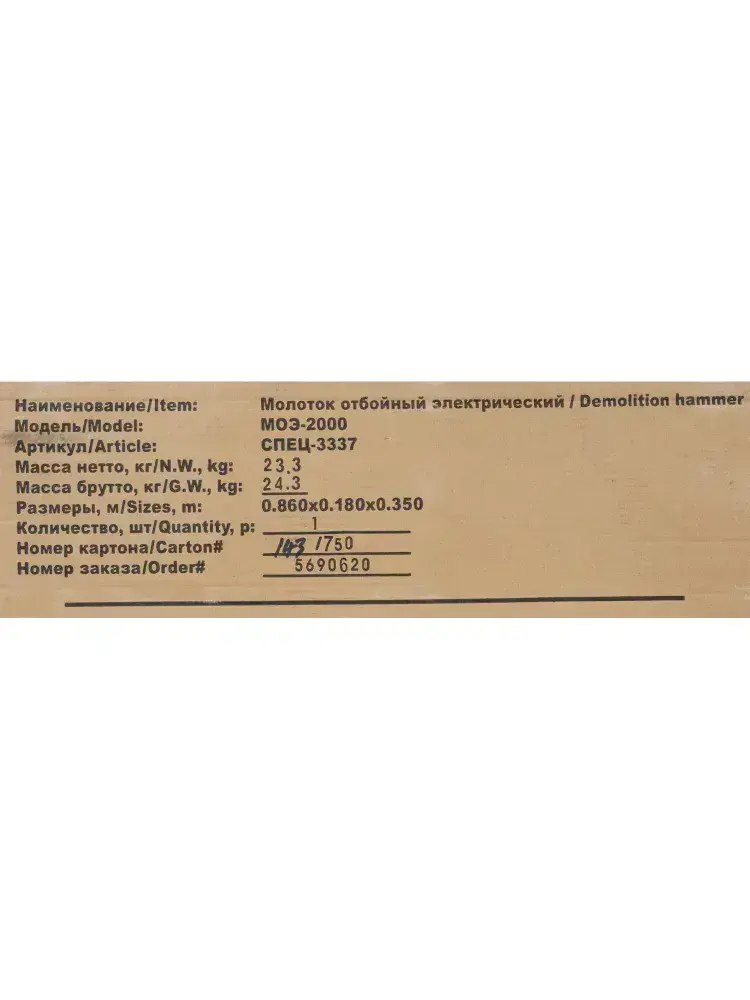 Наименование/Item: Молоток отбойный электрический / Demolition hammer
Модель/Model: МОЭ-2000
Артикул/Article: СПЕЦ-3337
Масса нетто, кг/N.W., kg: 23.3
Масса брутто, кг/G.W., kg: 24.3
Размеры, м/Sizes, m: 0.860x0.180x0.350
Количество, шт/Quantity, p: 1
Номер картона/Carton# 143 /750
Номер заказа/Order# 5690620